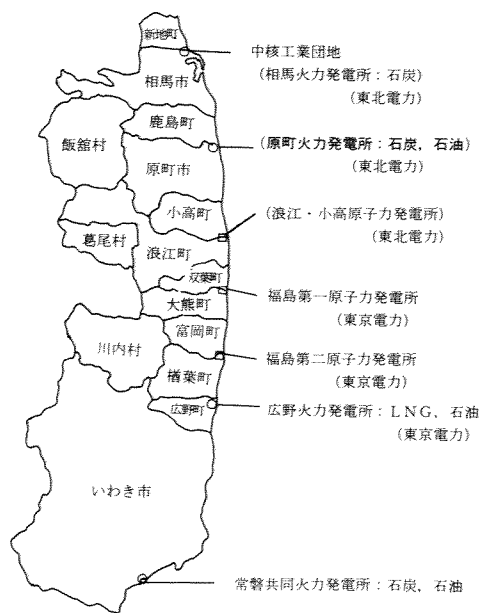 新地町
中核工業団地
(相馬火力発電所：石炭)
(東北電力)
相馬市
鹿島町
飯舘村
(原町火力発電所：石炭，石油)
(東北電力)
原町市
小高町
(浪江・小高原子力発電所)
(東北電力)
葛尾村
浪江町
双葉町
福島第一原子力発電所
(東京電力)
大熊町
富岡町
川内村
福島第二原子力発電所
(東京電力)
楢葉町
広野町
広野火力発電所：LNG，石油
(東京電力)
いわき市
常磐共同火力発電所：石炭，石油